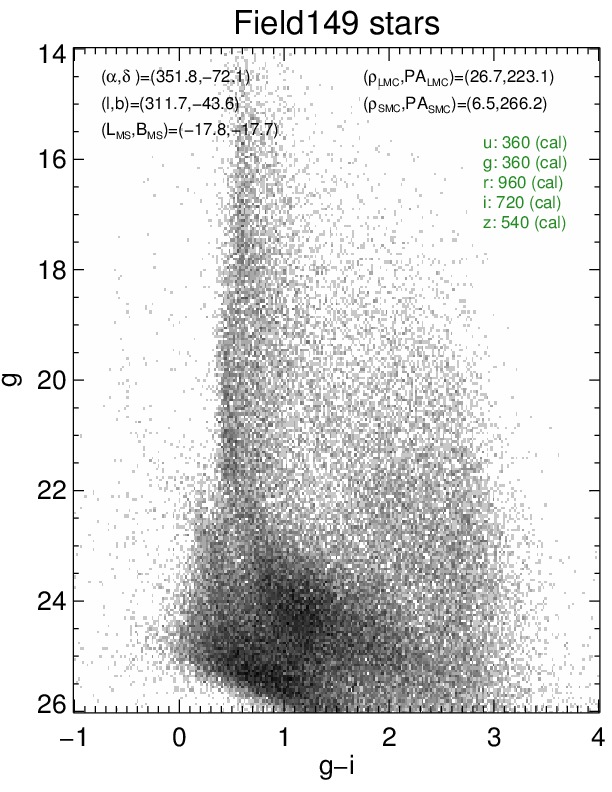 Field149 stars
(α,δ )=(351.8,−72.1)
(l,b)=(311.7,−43.6)
(LMS,BMS)=(−17.8,−17.7)
(ρLMC,PALMC)=(26.7,223.1)
(ρSMC,PASMC)=(6.5,266.2)
u: 360 (cal)
g: 360 (cal)
r: 960 (cal)
i: 720 (cal)
z: 540 (cal)
g
14
16
18
20
22
24
26
−1 0 1 2 3 4
g−i